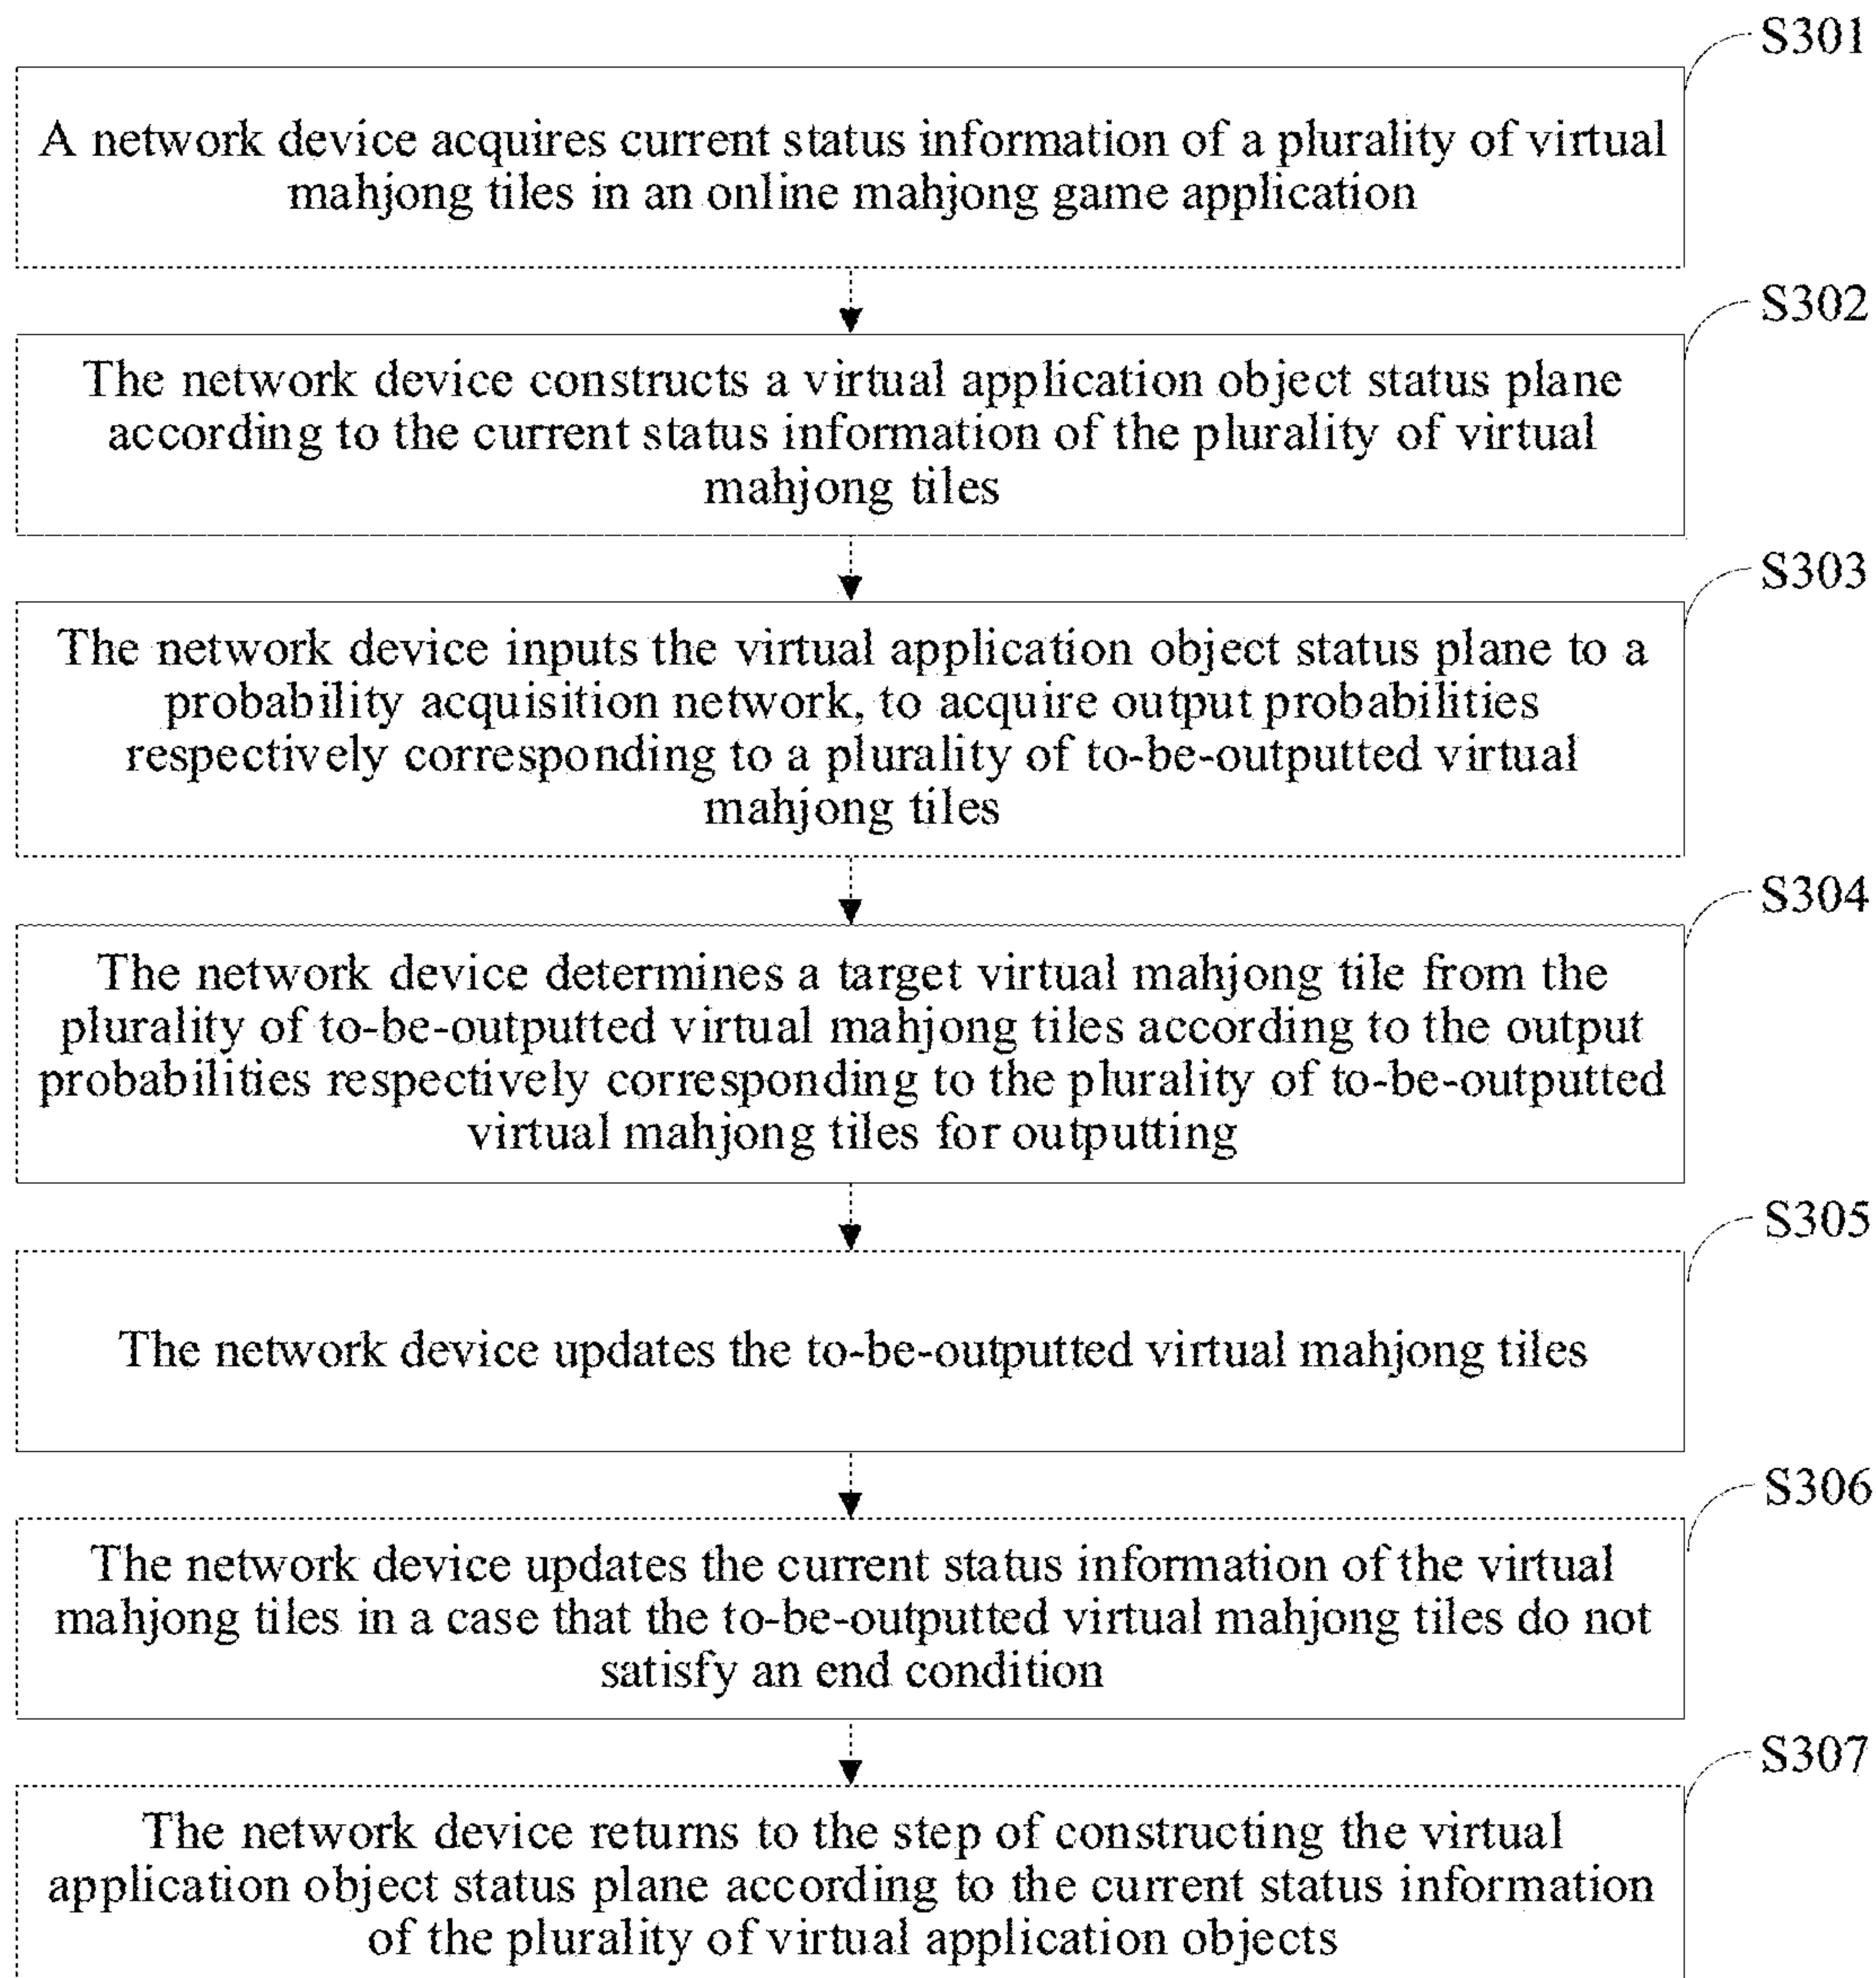 S301
A network device acquires current status information of a plurality of virtual
mahjong tiles in an online mahjong game application
S302
The network device constructs a virtual application object status plane
according to the current status information of the plurality of virtual
mahjong tiles
S303
The network device inputs the virtual application object status plane to a
probability acquisition network, to acquire output probabilities
respectively corresponding to a plurality of to-be-outputted virtual
mahjong tiles
S304
The network device determines a target virtual mahjong tile from the
plurality of to-be-outputted virtual mahjong tiles according to the output
probabilities respectively corresponding to the plurality of to-be-outputted
virtual mahjong tiles for outputting
S305
The network device updates the to-be-outputted virtual mahjong tiles
S306
The network device updates the current status information of the virtual
mahjong tiles in a case that the to-be-outputted virtual mahjong tiles do not
satisfy an end condition
S307
The network device returns to the step of constructing the virtual
application object status plane according to the current status information
of the plurality of virtual application objects